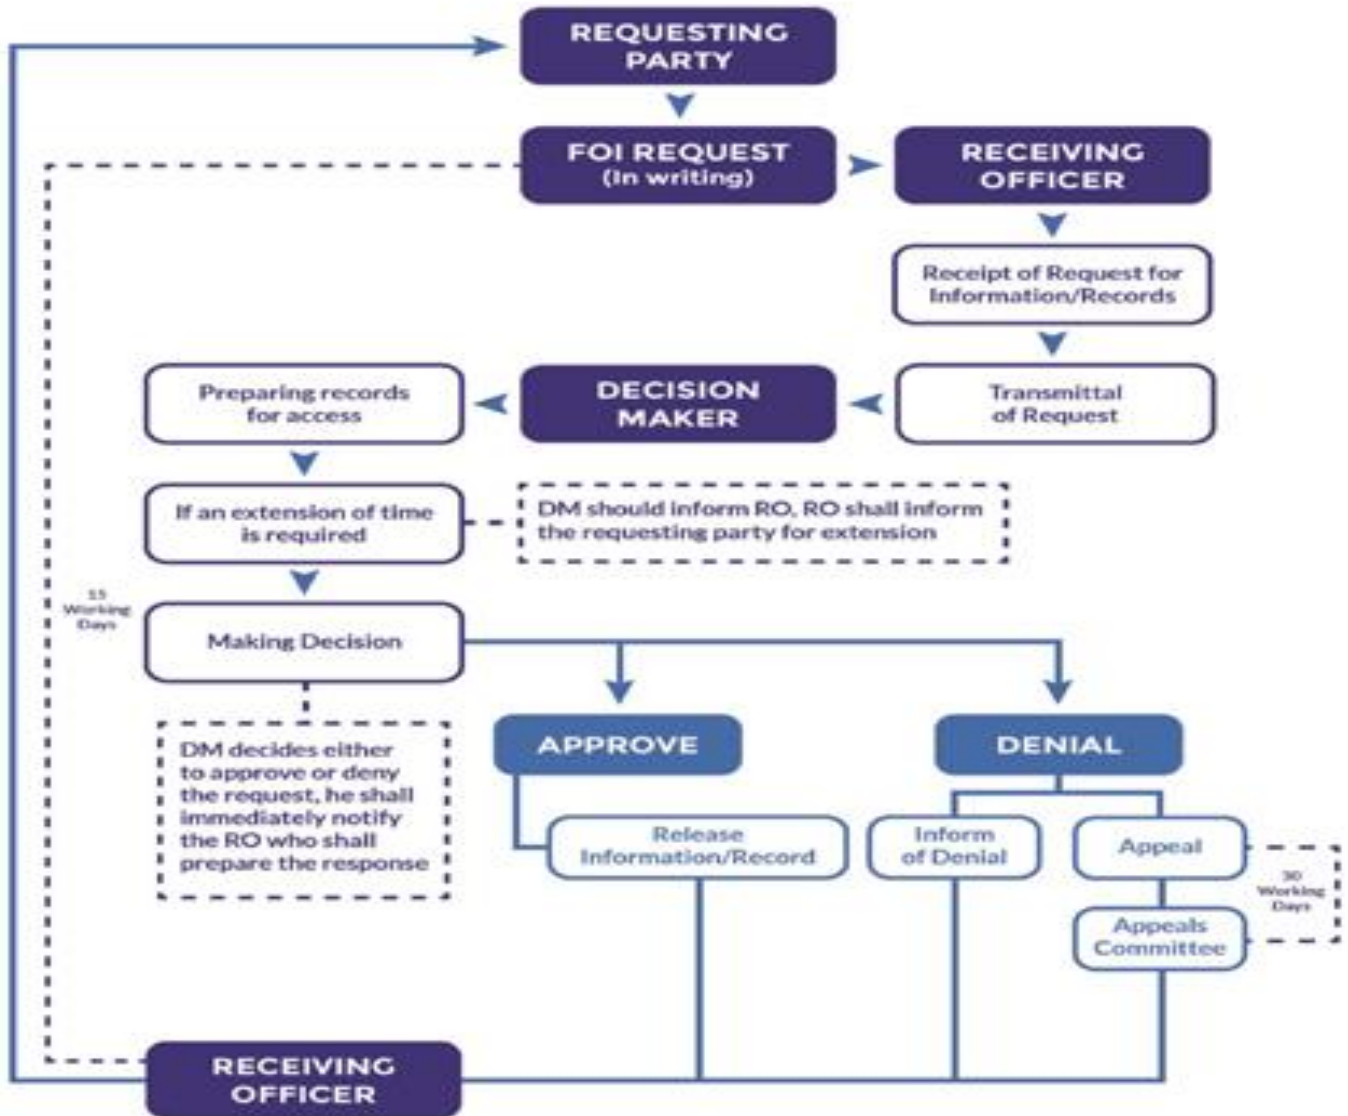 REQUESTING
PARTY
FOI REQUEST
(In writing)
RECEIVING
OFFICER
Receipt of Request for
Information/Records
Transmittal
of Request
DECISION
MAKER
Preparing records
for access
If an extension of time
is required
DM should inform RO, RO shall inform
the requesting party for extension
15
Working
Days
Making Decision
DM decides either
to approve or deny
the request, he shall
immediately notify
the RO who shall
prepare the response
APPROVE
DENIAL
Release
Information/Record
Inform
of Denial
Appeal
30
Working
Days
Appeals
Committee
RECEIVING
OFFICER